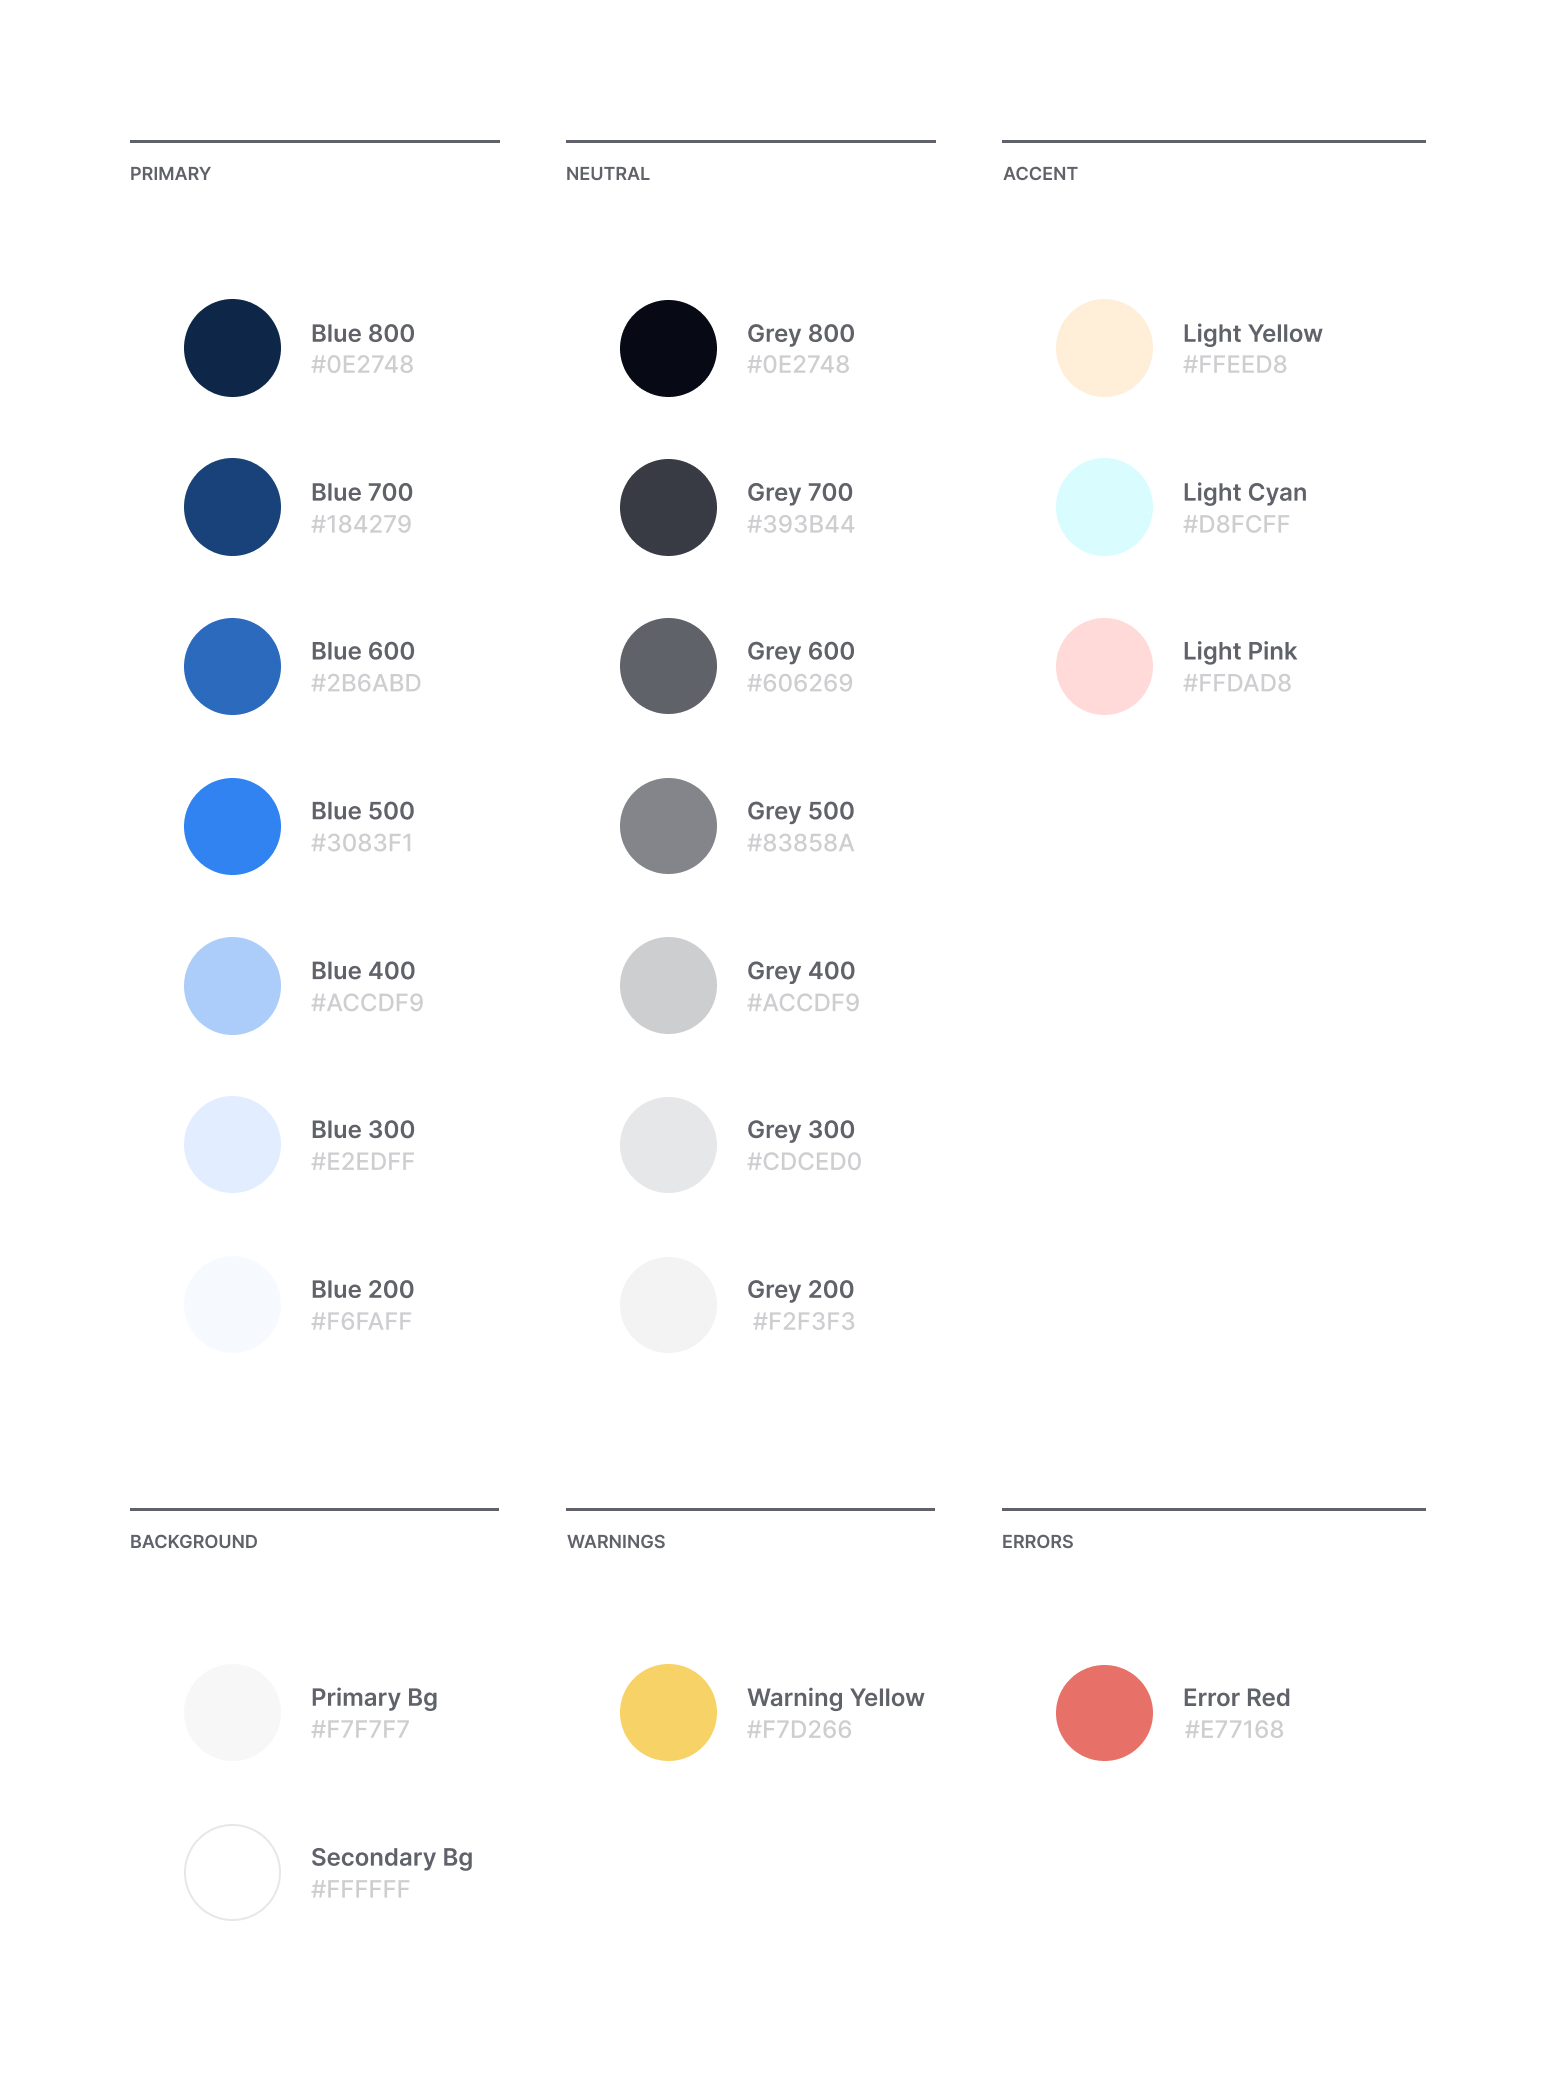 PRIMARY
Blue 800
#0E2748
Blue 700
#184279
Blue 600
#2B6ABD
Blue 500
#3083F1
Blue 400
#ACCDF9
Blue 300
#E2EDFF
Blue 200
#F6FAFF
NEUTRAL
Grey 800
#0E2748
Grey 700
#393B44
Grey 600
#606269
Grey 500
#83858A
Grey 400
#ACCDF9
Grey 300
#CDCED0
Grey 200
#F2F3F3
ACCENT
Light Yellow
#FFEED8
Light Cyan
#D8FCFF
Light Pink
#FFDAD8
BACKGROUND
Primary Bg
#F7F7F7
Secondary Bg
#FFFFFF
WARNINGS
Warning Yellow
#F7D266
ERRORS
Error Red
#E77168